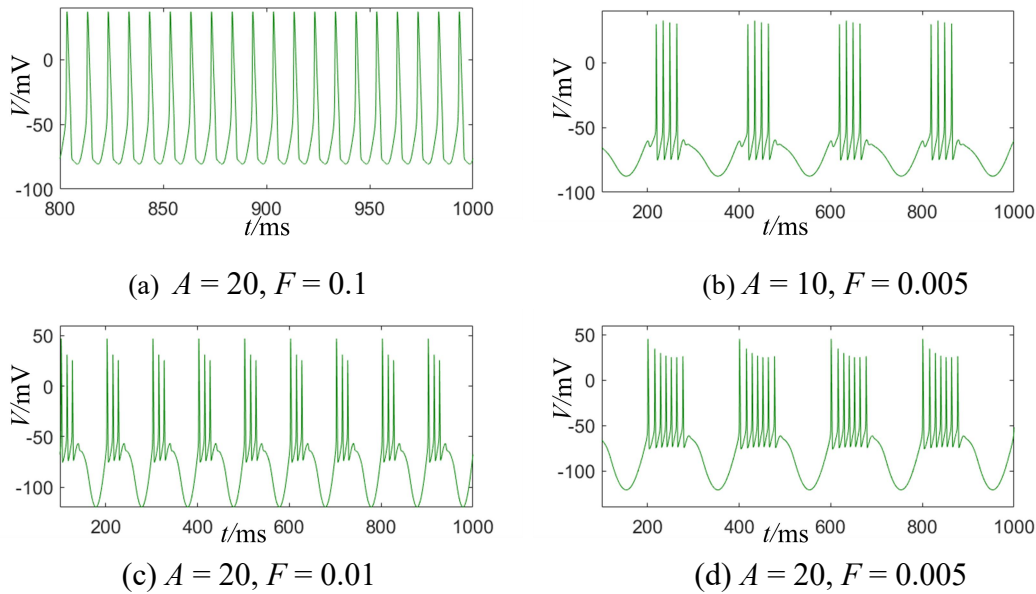 0
-50
-100
V/mV
800 850 900 950 1000
t/ms
(a) A = 20, F = 0.1
0
-50
-100
V/mV
200 400 600 800 1000
t/ms
(b) A = 10, F = 0.005
50
0
-50
-100
V/mV
200 400 600 800 1000
t/ms
(c) A = 20, F = 0.01
50
0
-50
-100
V/mV
200 400 600 800 1000
t/ms
(d) A = 20, F = 0.005